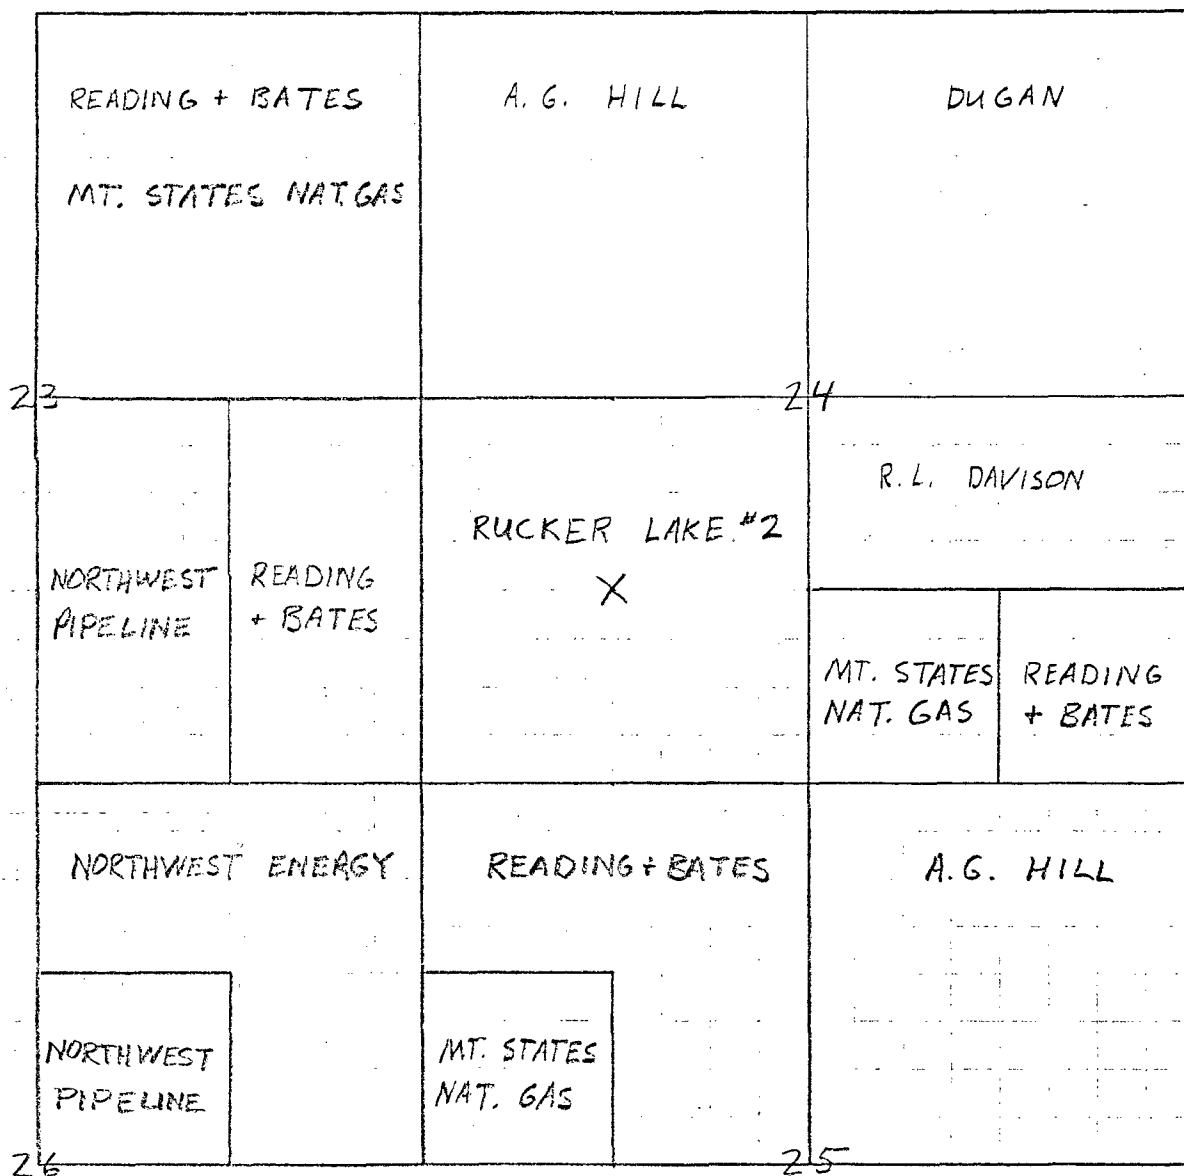 READING + BATES
MT. STATES NAT. GAS
A. G. HILL
DUGAN
23
24
NORTHWEST
PIPELINE
READING
+ BATES
RUCKER LAKE #2
X
R. L. DAVISON
MT. STATES
NAT. GAS
READING
+ BATES
NORTHWEST ENERGY
READING + BATES
A.G. HILL
NORTHWEST
PIPELINE
MT. STATES
NAT. GAS
26
25